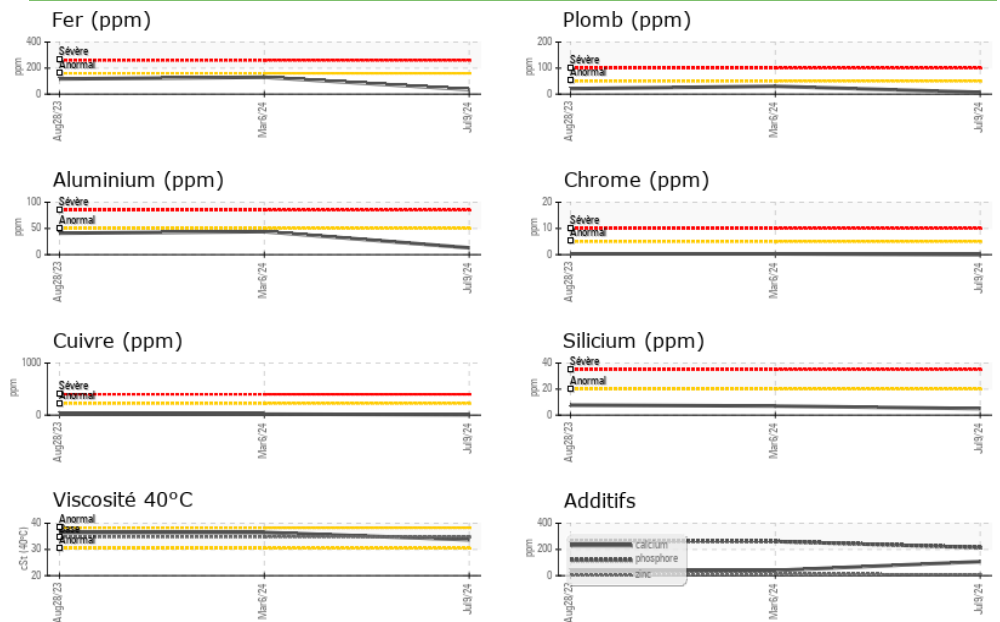 Fer (ppm)
400
200
0
ppm
Sévère
Anormal
Aug28/23
Mar6/24
Jul9/24
Plomb (ppm)
200
100
0
ppm
Sévère
Anormal
Aug28/23
Mar6/24
Jul9/24
Aluminium (ppm)
100
50
0
ppm
Sévère
Anormal
Aug28/23
Mar6/24
Jul9/24
Chrome (ppm)
20
10
0
ppm
Sévère
Anormal
Aug28/23
Mar6/24
Jul9/24
Cuivre (ppm)
1000
0
ppm
Sévère
Anormal
Aug28/23
Mar6/24
Jul9/24
Silicium (ppm)
40
20
0
ppm
Sévère
Anormal
Aug28/23
Mar6/24
Jul9/24
Viscosité 40°C
40
30
20
cSt (40°C)
Anormal
Base
Anormal
Aug28/23
Mar6/24
Jul9/24
Additifs
400
200
0
ppm
calcium
phosphore
zinc
Aug28/23
Mar6/24
Jul9/24